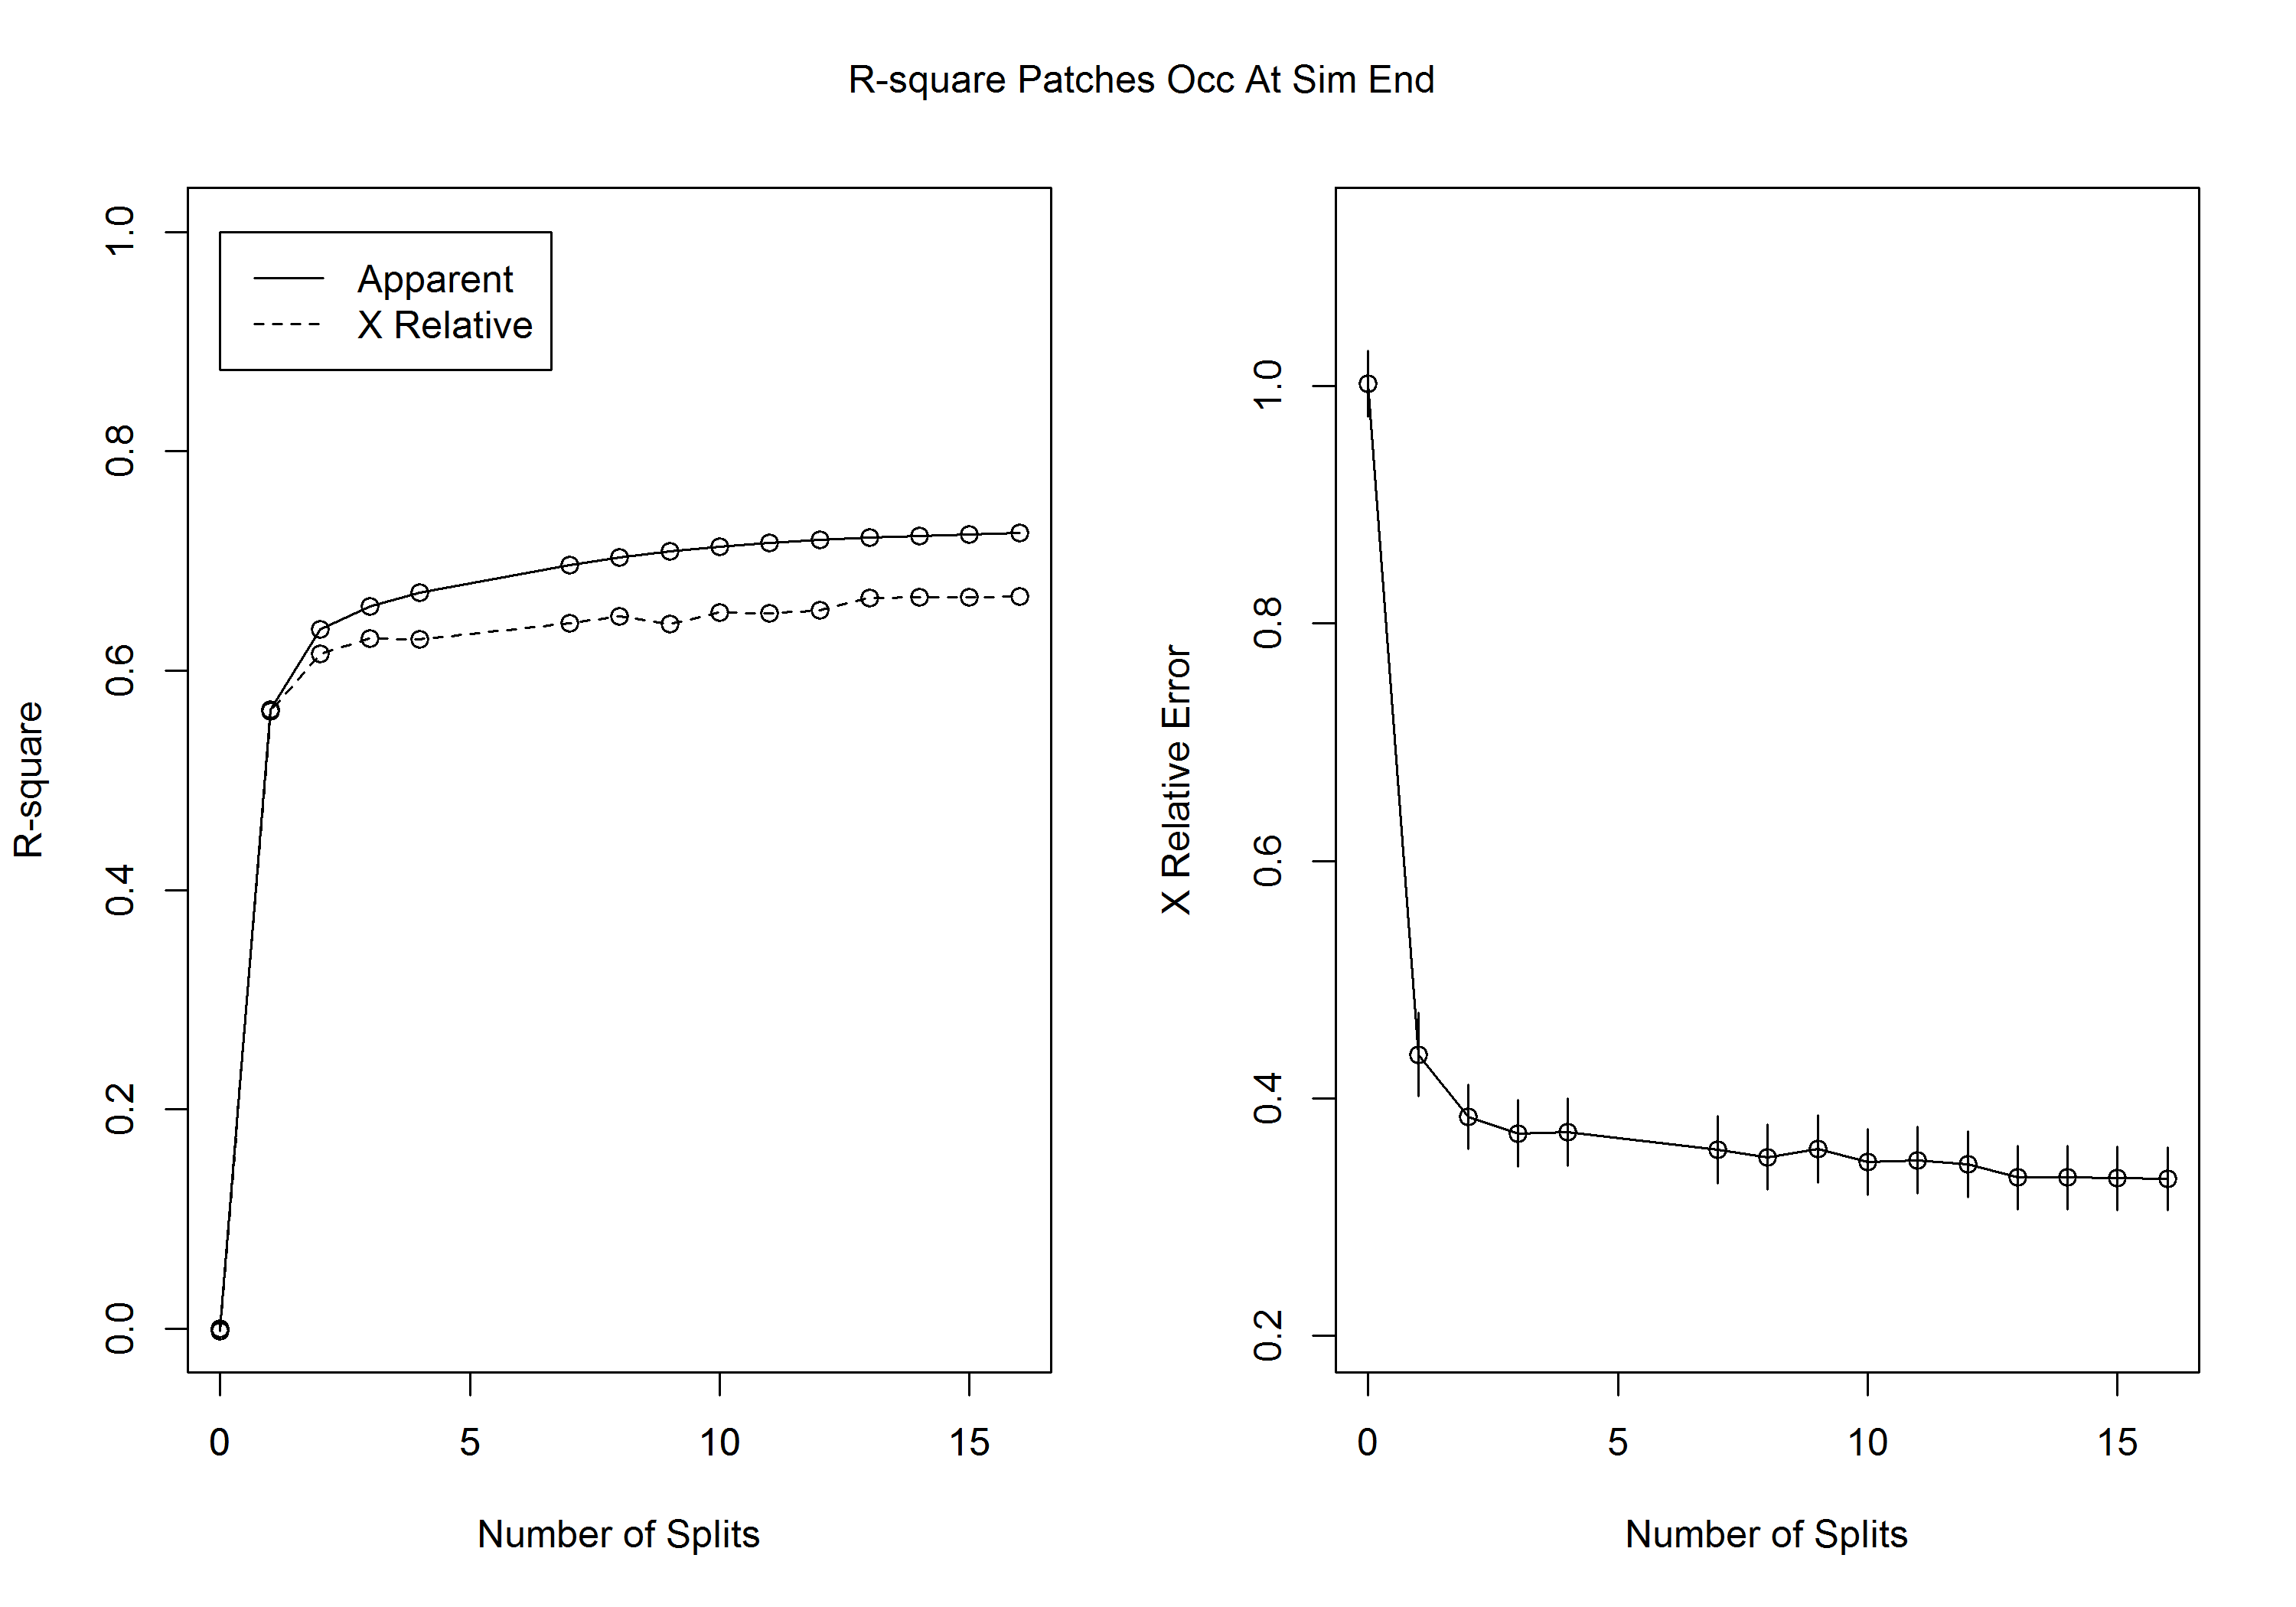 R-square Patches Occ At Sim End
R-square
1.0
0.8
0.6
0.4
0.2
0.0
Apparent
X Relative
0 5 10 15
Number of Splits
X Relative Error
1.0
0.8
0.6
0.4
0.2
0 5 10 15
Number of Splits